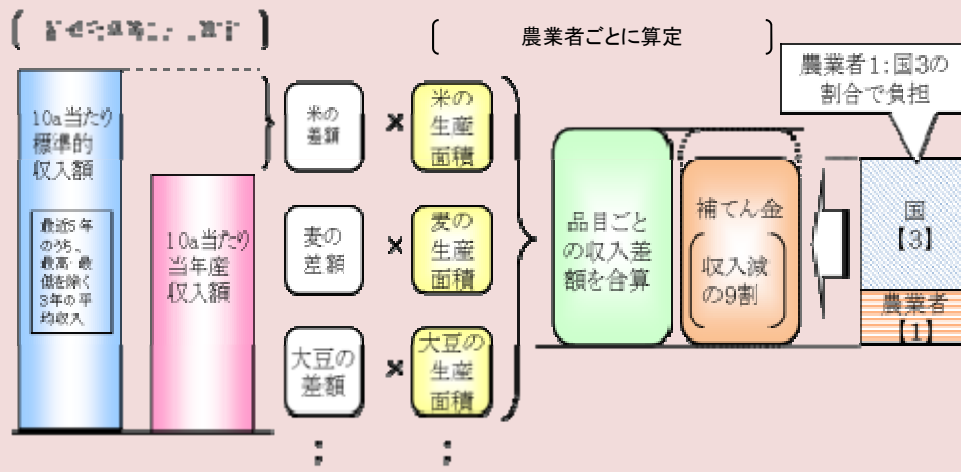 農業者ごとに算定
農業者1:国3の
割合で負担
10a当たり
標準的
収入額
最近5年
のうち、
最高・最
低を除く
3年の平
均収入
10a当たり
当年産
収入額
米の
差額
×
米の
生産
面積
麦の
差額
×
麦の
生産
面積
大豆の
差額
×
大豆の
生産
面積
品目ごと
の収入差
額を合算
補てん金
収入減
の9割
国
【3】
農業者
【1】